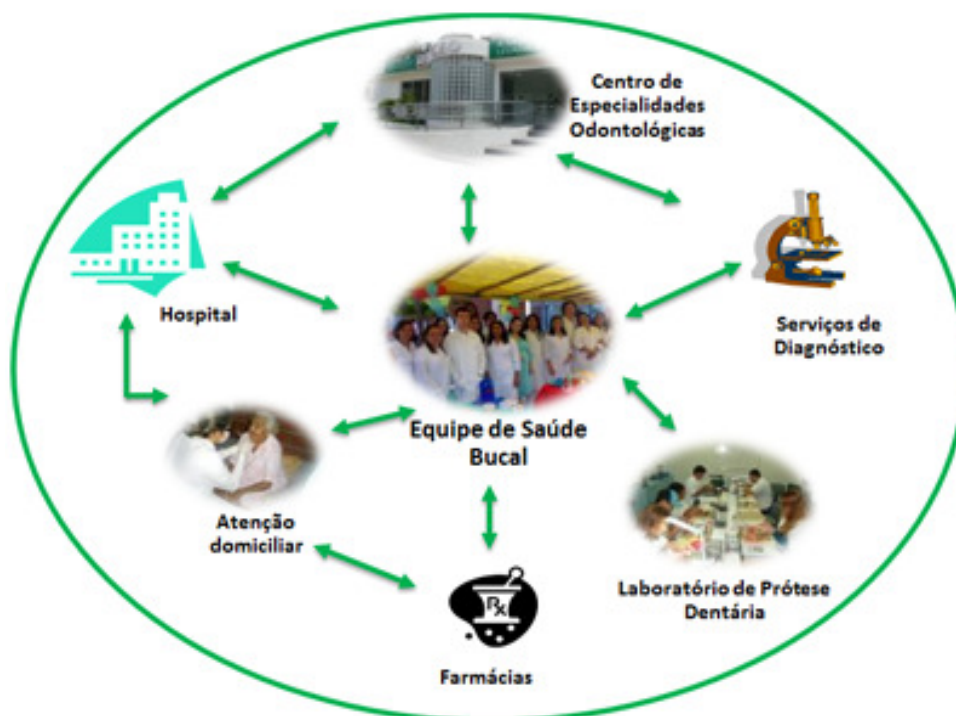 Centro de
Especialidades
Odontológicas
Hospital
Serviços de
Diagnóstico
Equipe de Saúde
Bucal
Atenção
domiciliar
Laboratório de Prótese
Dentária
Rx
Farmácias